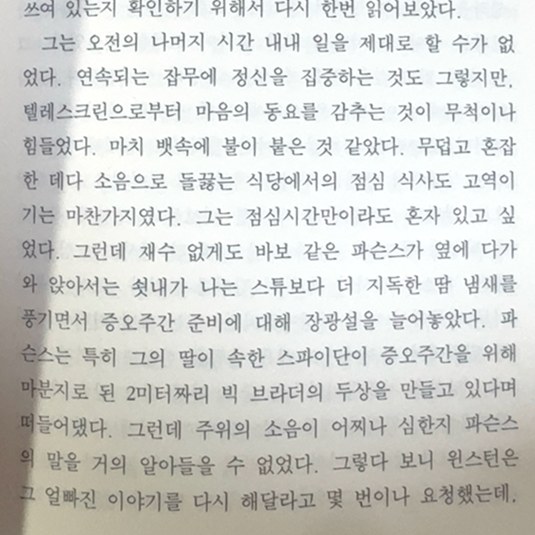 쓰여 있는지 확인하기 위해서 다시 한번 읽어보았다.
그는 오전의 나머지 시간 내내 일을 제대로 할 수가 없
었다. 연속되는 잡무에 정신을 집중하는 것도 그렇지만,
텔레스크린으로부터 마음의 동요를 감추는 것이 무척이나
힘들었다. 마치 뱃속에 불이 붙은 것 같았다. 무덥고 혼잡
한 데다 소음으로 들끓는 식당에서의 점심 식사도 고역이
기는 마찬가지였다. 그는 점심시간만이라도 혼자 있고 싶
었다. 그런데 재수 없게도 바보 같은 파슨스가 옆에 다가
와 앉아서는 쇳내가 나는 스튜보다 더 지독한 땀 냄새를
풍기면서 증오주간 준비에 대해 장광설을 늘어놓았다. 파
슨스는 특히 그의 딸이 속한 스파이단이 증오주간을 위해
마분지로 된 2미터짜리 빅 브라더의 두상을 만들고 있다며
떠들어댔다. 그런데 주위의 소음이 어찌나 심한지 파슨스
의 말을 거의 알아들을 수 없었다. 그렇다 보니 윈스턴은
그 얼빠진 이야기를 다시 해달라고 몇 번이나 요청했는데,